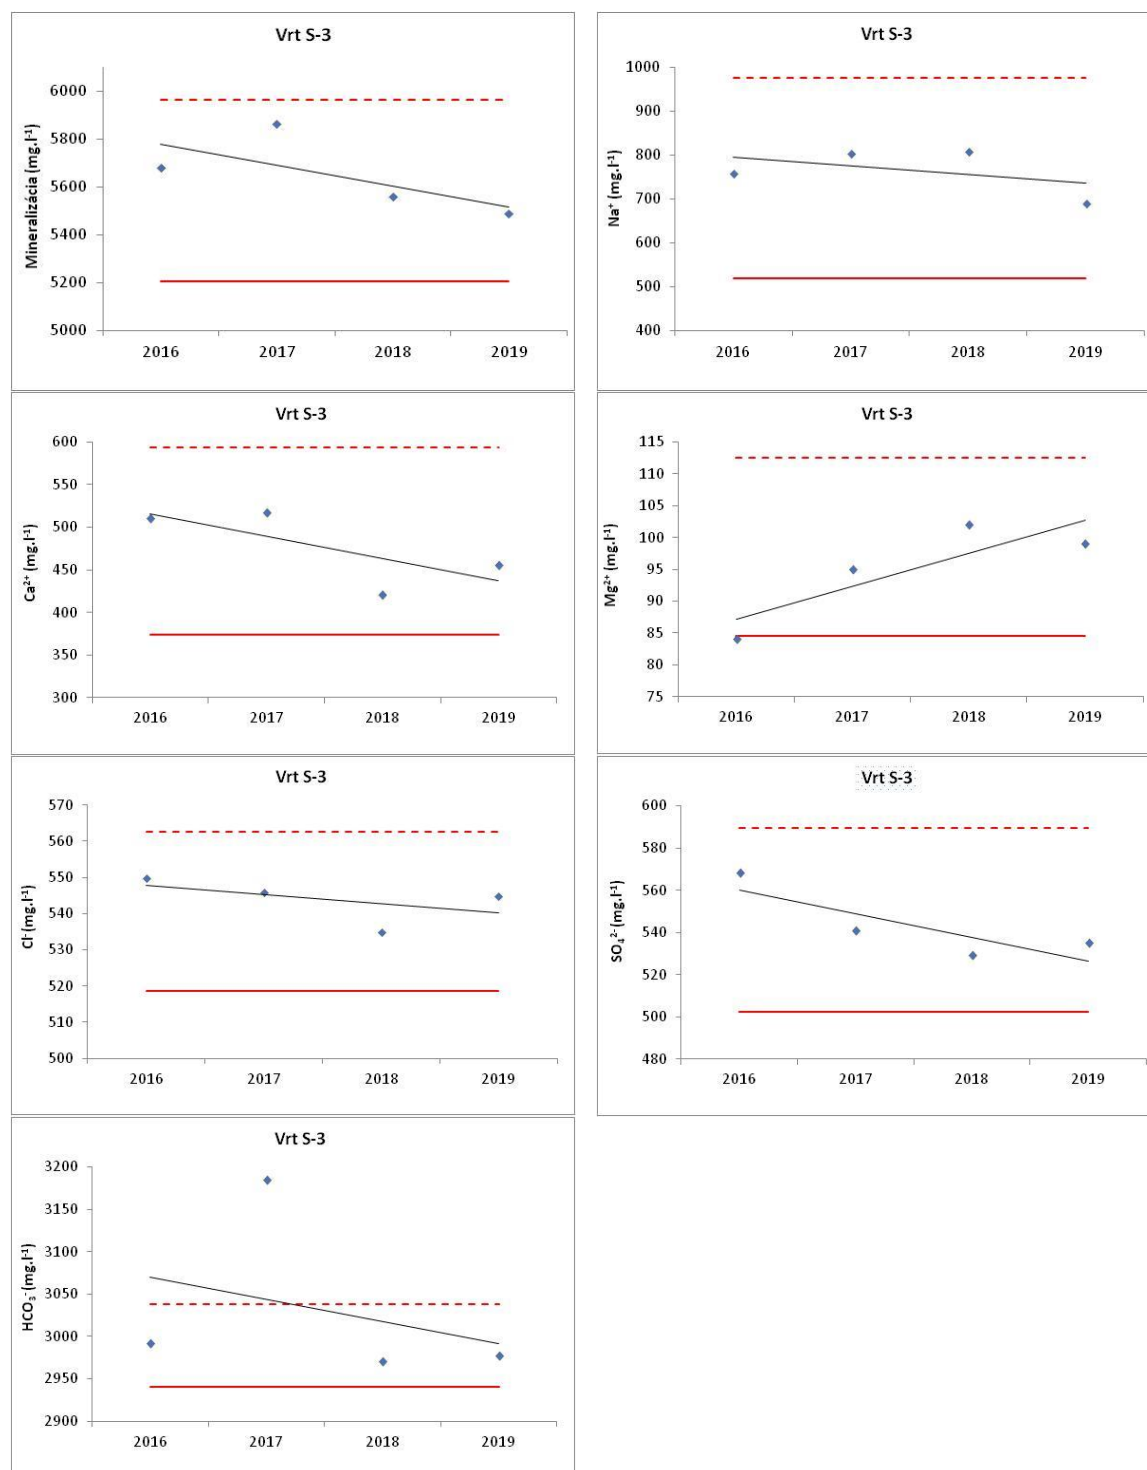 Vrt S-3
Mineralizácia (mg.l⁻¹)
6000
5800
5600
5400
5200
5000
2016 2017 2018 2019
Vrt S-3
Na⁺ (mg.l⁻¹)
1000
900
800
700
600
500
400
2016 2017 2018 2019
Vrt S-3
Ca²⁺ (mg.l⁻¹)
600
550
500
450
400
350
300
2016 2017 2018 2019
Vrt S-3
Mg²⁺ (mg.l⁻¹)
115
110
105
100
95
90
85
80
75
2016 2017 2018 2019
Vrt S-3
Cl⁻ (mg.l⁻¹)
570
560
550
540
530
520
510
500
2016 2017 2018 2019
Vrt S-3
SO₄²⁻ (mg.l⁻¹)
600
580
560
540
520
500
480
2016 2017 2018 2019
Vrt S-3
HCO₃⁻ (mg.l⁻¹)
3200
3150
3100
3050
3000
2950
2900
2016 2017 2018 2019